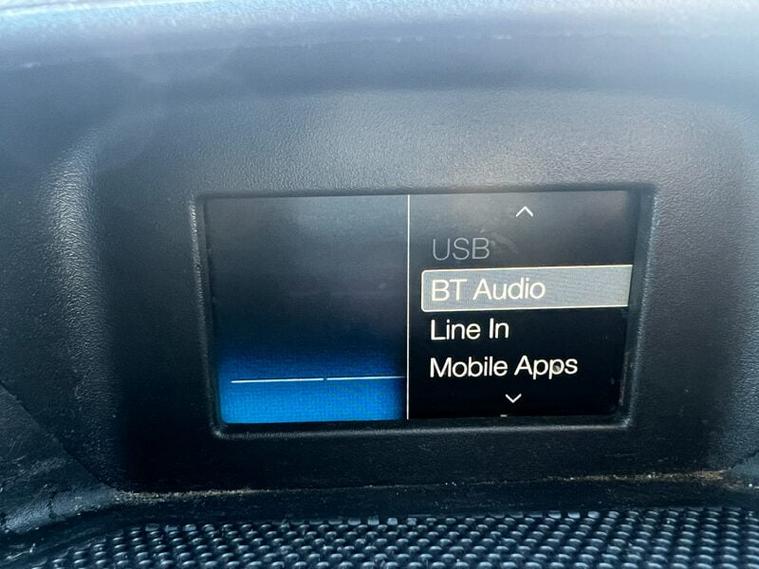 USB
BT Audio
Line In
Mobile Apps